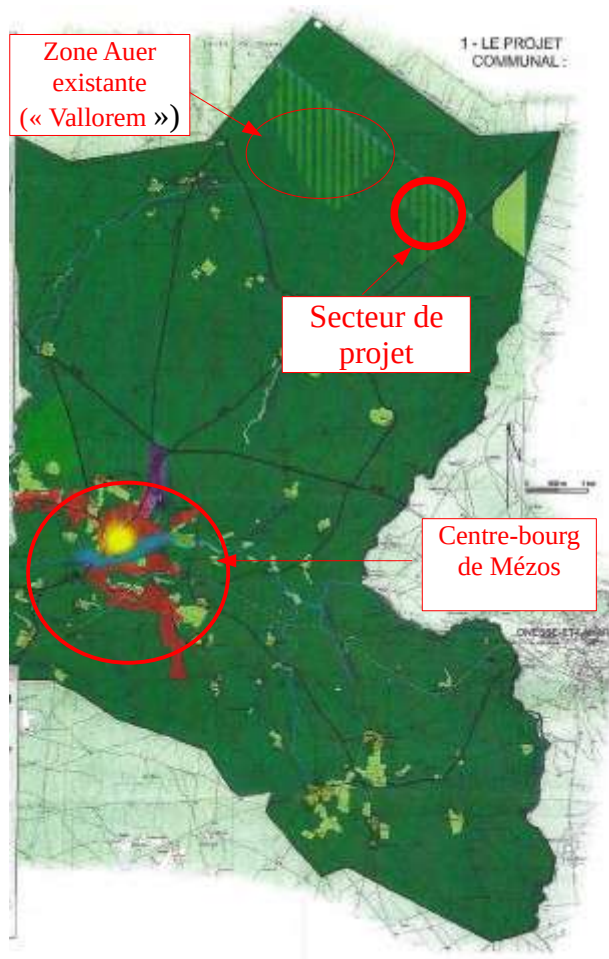 Zone Auer
existante
(« Vallorem »)
1 - LE PROJET
COMMUNAL :
Secteur de
projet
Centre-bourg
de Mézos